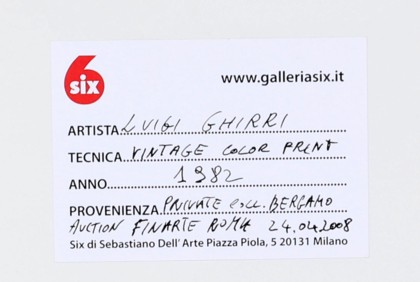 six
www.galleriasix.it
ARTISTA LUIGI GHIRRI
TECNICA VINTAGE COLOR PRINT
ANNO 1982
PROVENIENZA PRIVATE COLL. BERGAMO
AUCTION FINARTE ROMA 24.04.2008
Six di Sebastiano Dell'Arte Piazza Piola, 5 20131 Milano